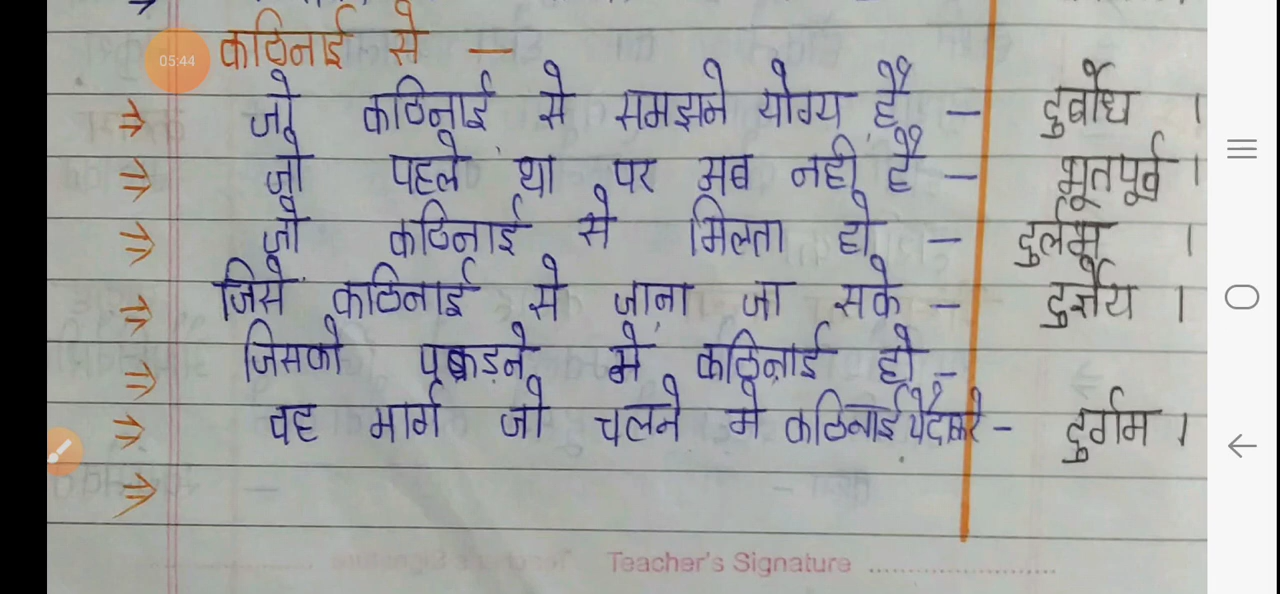 05:44
कठिनाई से —
⇒ जो कठिनाई से समझने योग्य है — दुर्बोध ।
⇒ जो पहले था पर अब नही है — भूतपूर्व ।
⇒ जो कठिनाई से मिलता हो — दुर्लभ ।
⇒ जिसे कठिनाई से जाना जा सके — दुर्ज्ञेय ।
⇒ जिसको पकड़ने मे कठिनाई हो —
⇒ वह मार्ग जो चलने मे कठिनाई पैदा करे — दुर्गम ।
⇒
Teacher's Signature ........................